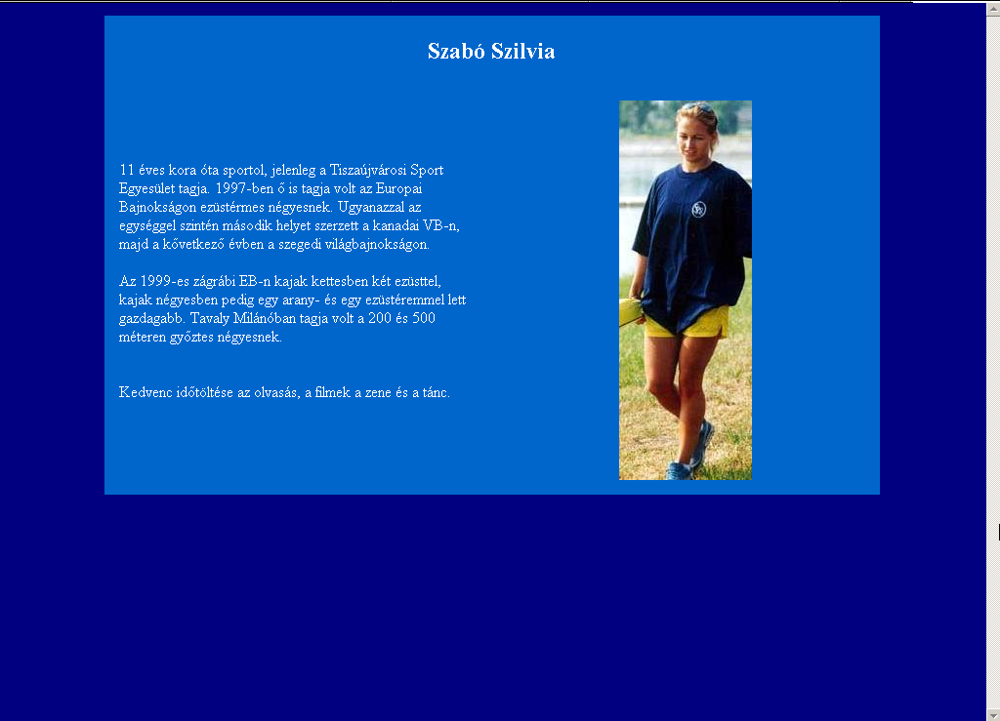 Szabó Szilvia
11 éves kora óta sportol, jelenleg a Tiszaújvárosi Sport
Egyesület tagja. 1997-ben ő is tagja volt az Europai
Bajnokságon ezüstérmes négyesnek. Ugyanazzal az
egységgel szintén második helyet szerzett a kanadai VB-n,
majd a kővetkező évben a szegedi világbajnokságon.
Az 1999-es zágrábi EB-n kajak kettesben két ezüsttel,
kajak négyesben pedig egy arany- és egy ezüstéremmel lett
gazdagabb. Tavaly Milánóban tagja volt a 200 és 500
méteren győztes négyesnek.
Kedvenc időtöltése az olvasás, a filmek a zene és a tánc.